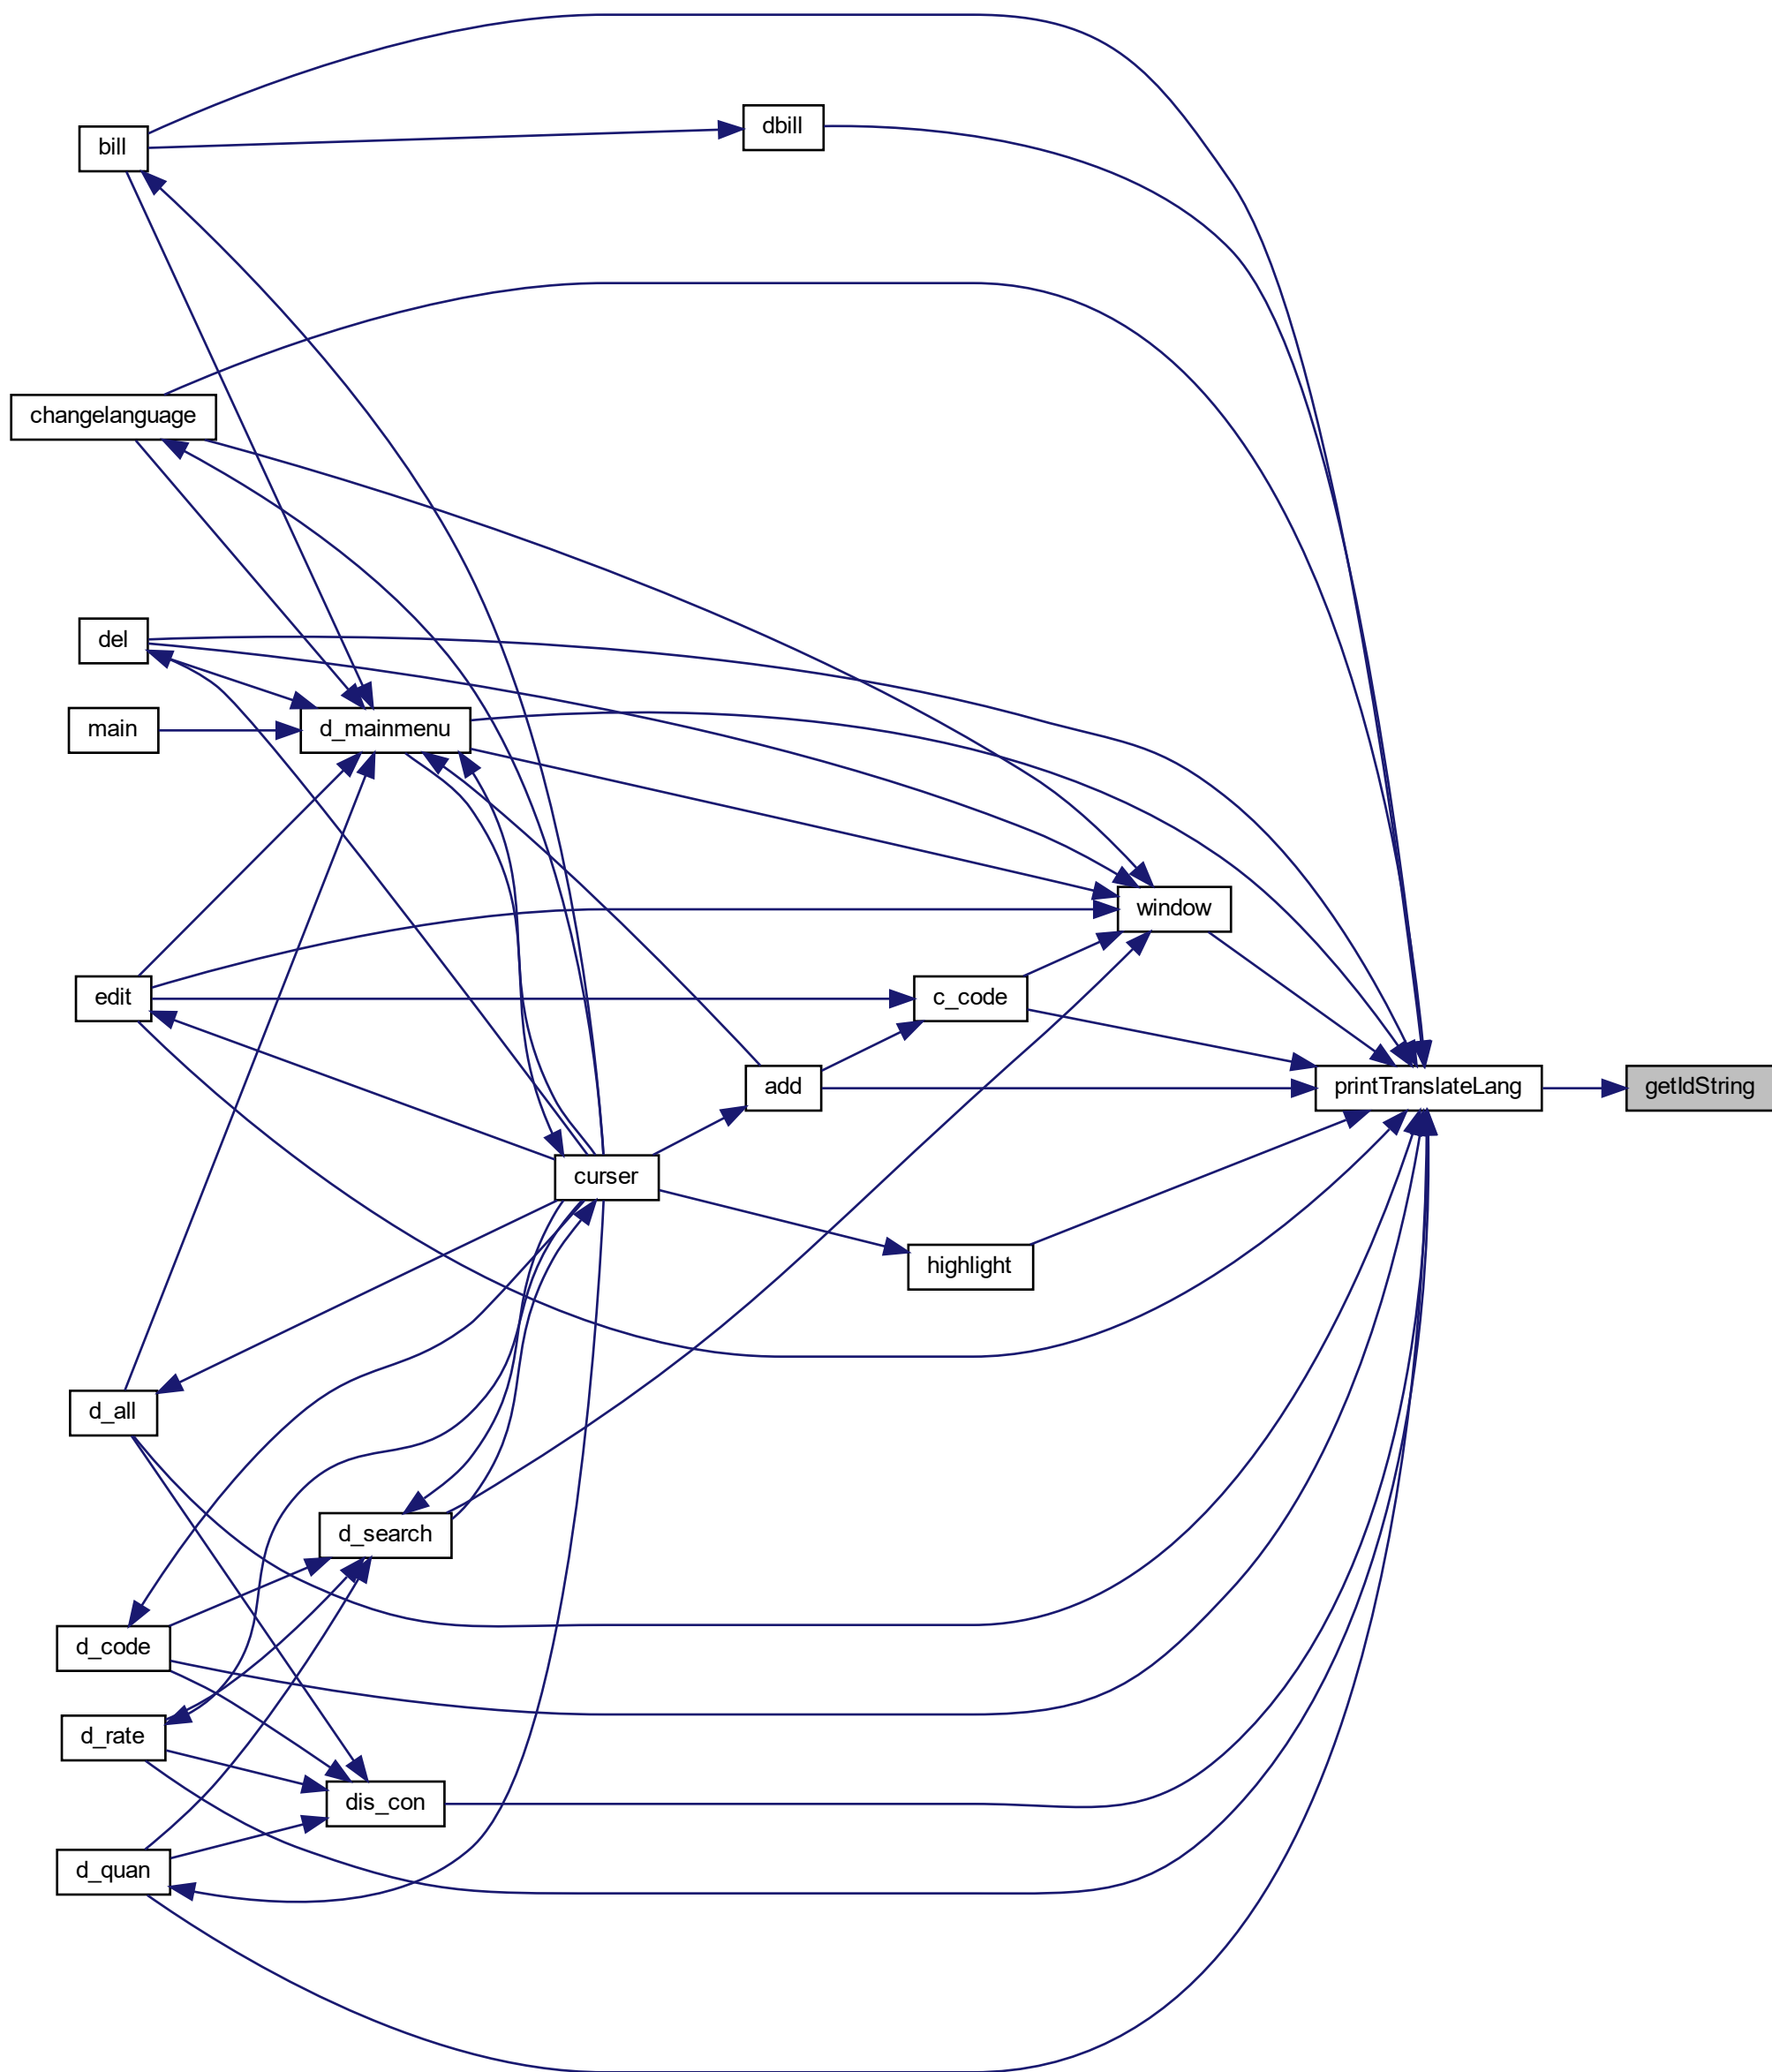 bill
dbill
changelanguage
del
main
d_mainmenu
window
edit
c_code
add
printTranslateLang
getIdString
curser
highlight
d_all
d_search
d_code
d_rate
dis_con
d_quan